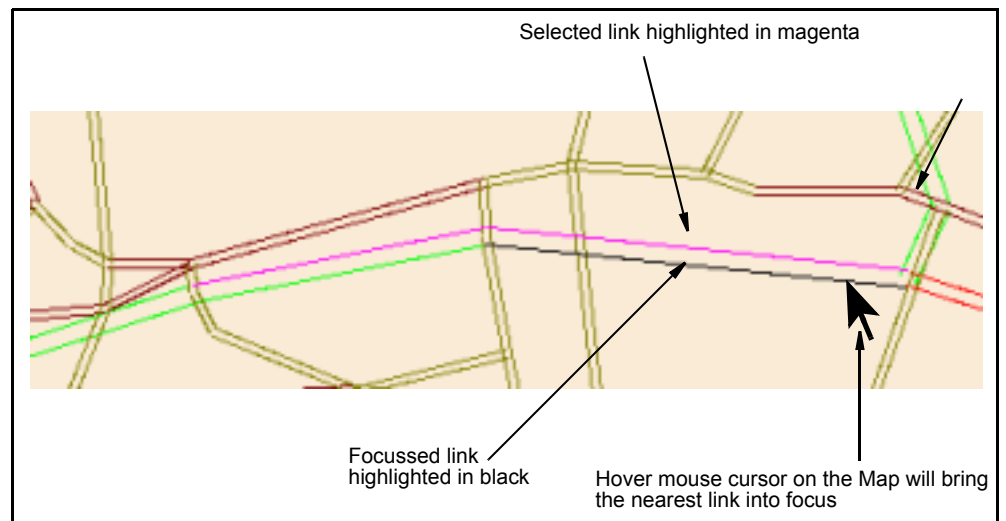 Selected link highlighted in magenta
Focussed link
highlighted in black
Hover mouse cursor on the Map will bring
the nearest link into focus